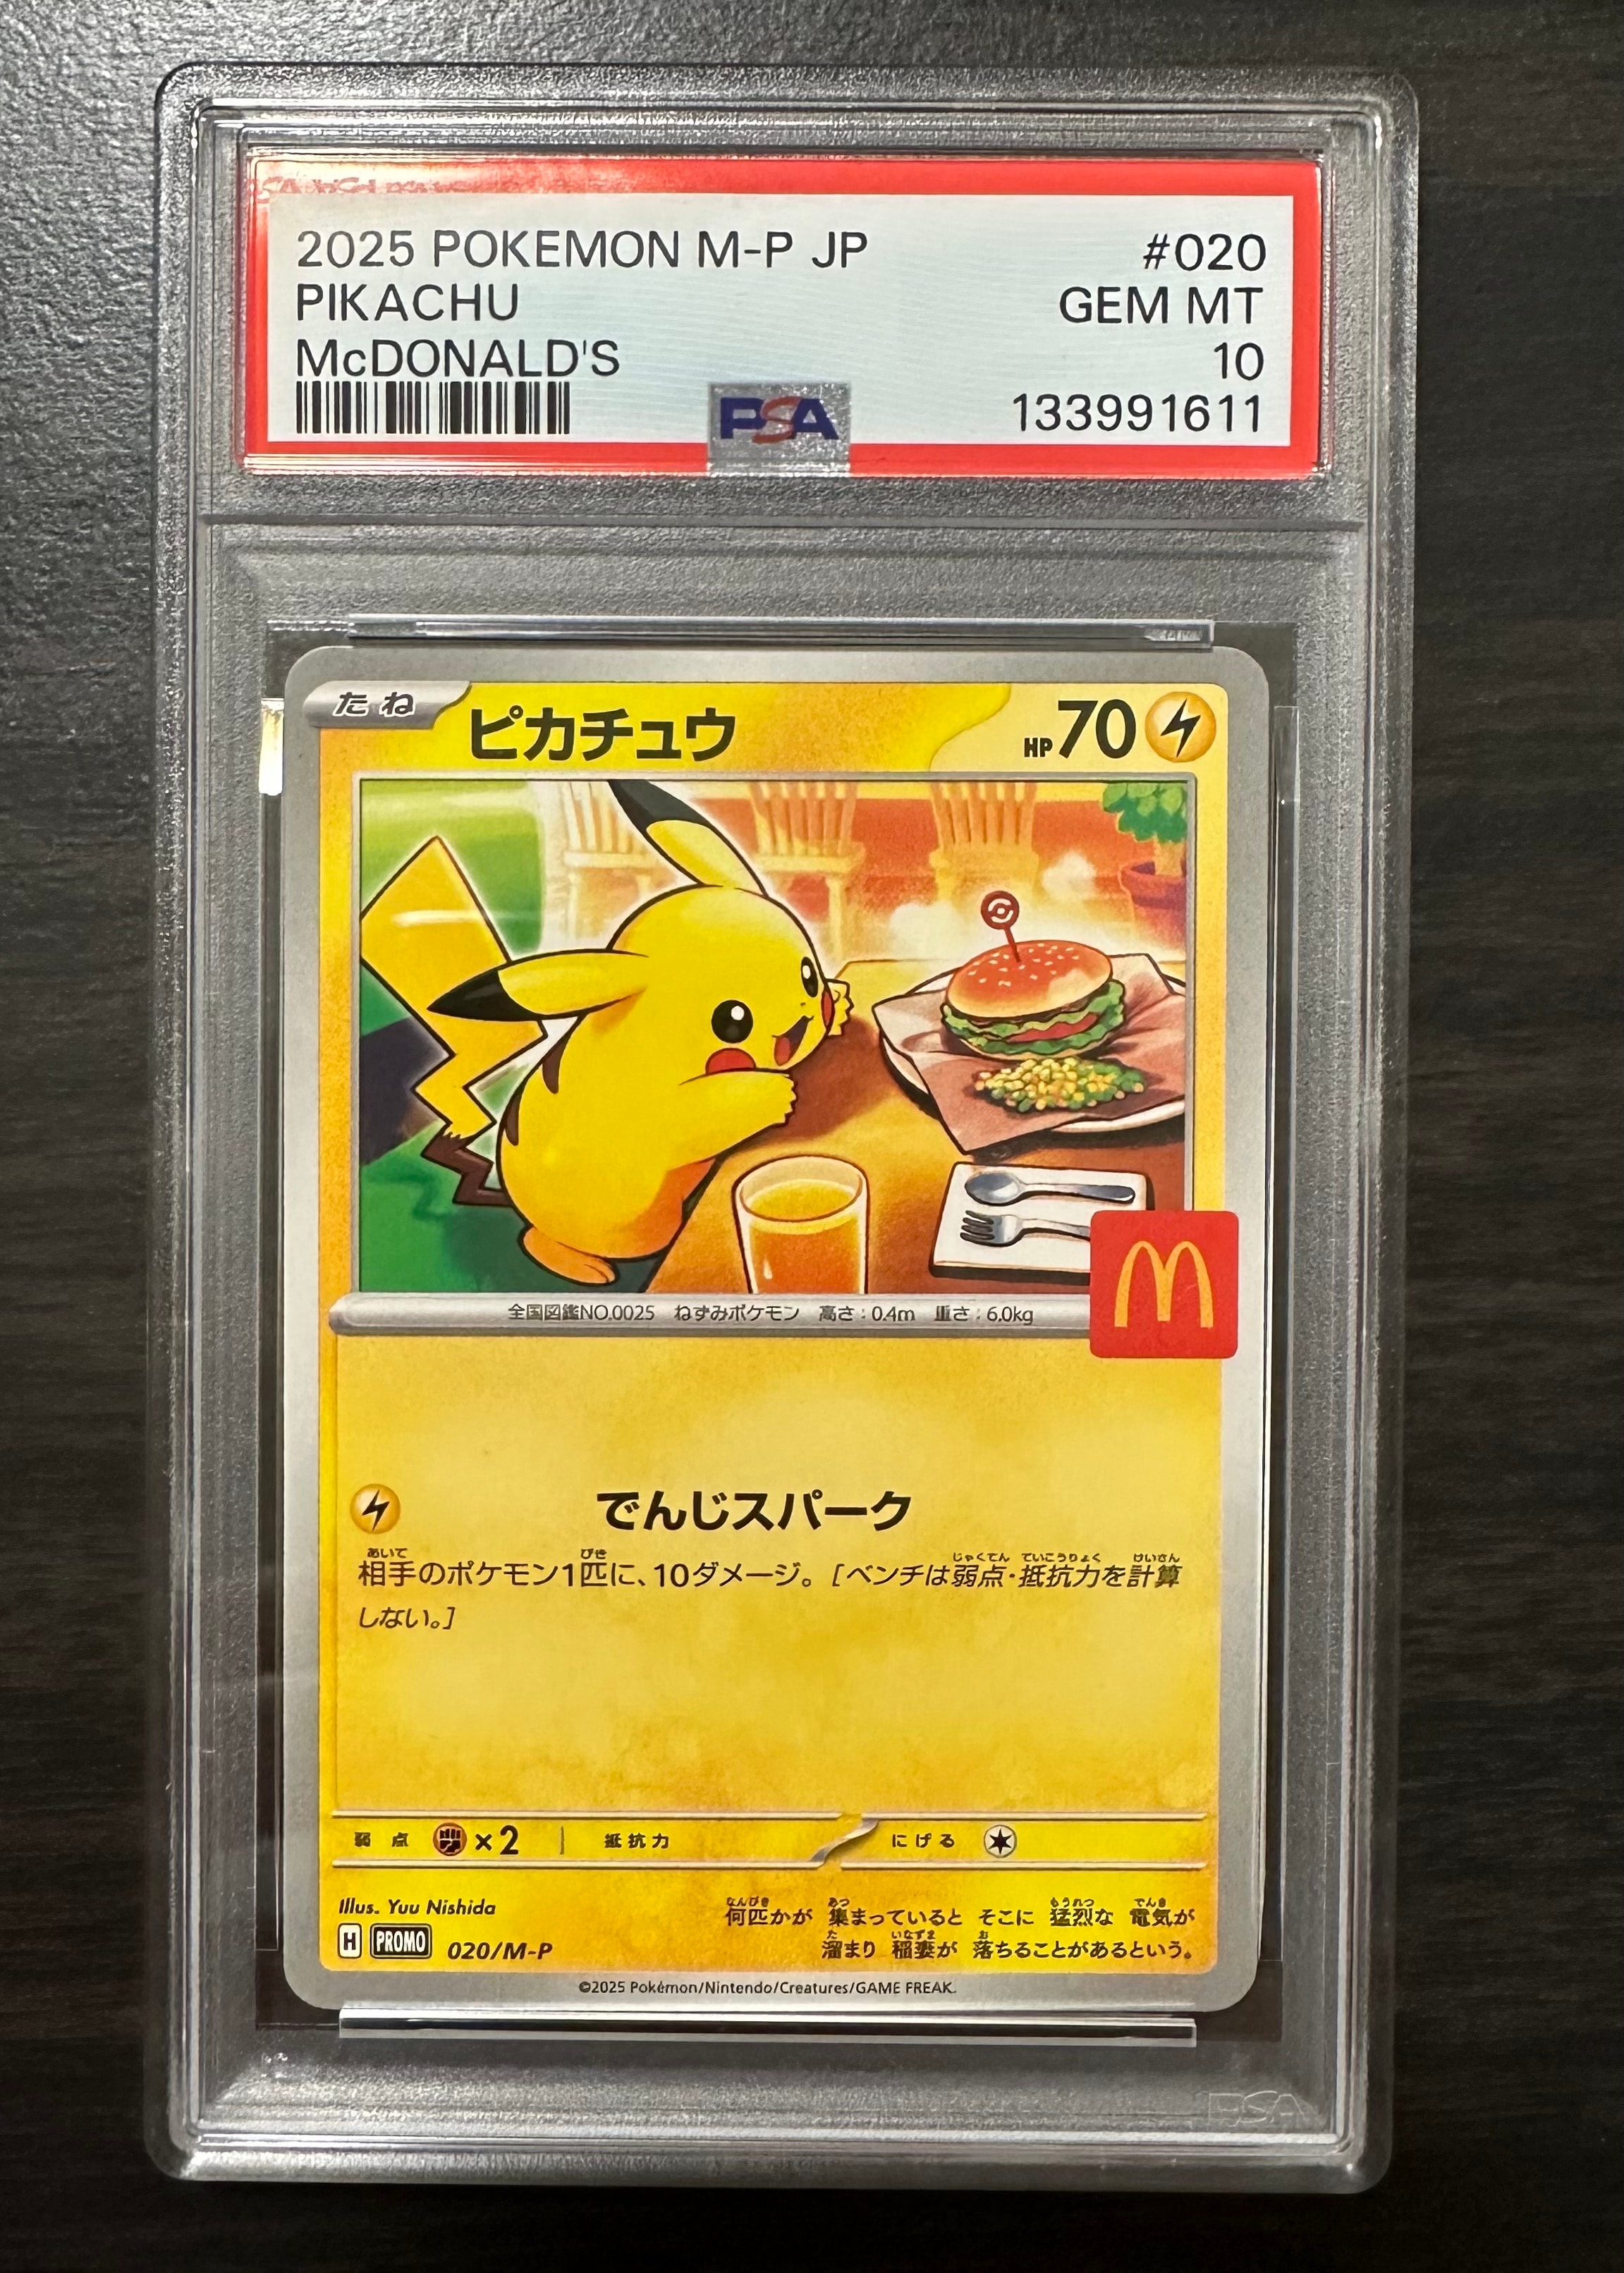 2025 POKEMON M-P JP #020
PIKACHU GEM MT
McDONALD'S 10
PSA 133991611
たね ピカチュウ HP70
全国図鑑NO.0025 ねずみポケモン 高さ:0.4m 重さ:6.0kg
でんじスパーク
相手のポケモン1匹に、10ダメージ。[ベンチは弱点・抵抗力を計算
しない。]
弱点 ×2 抵抗力 にげる
Illus. Yuu Nishida
何匹かが 集まっていると そこに 猛烈な 電気が
溜まり 稲妻が 落ちることがあるという。
H PROMO 020/M-P
©2025 Pokémon/Nintendo/Creatures/GAME FREAK.
PSA